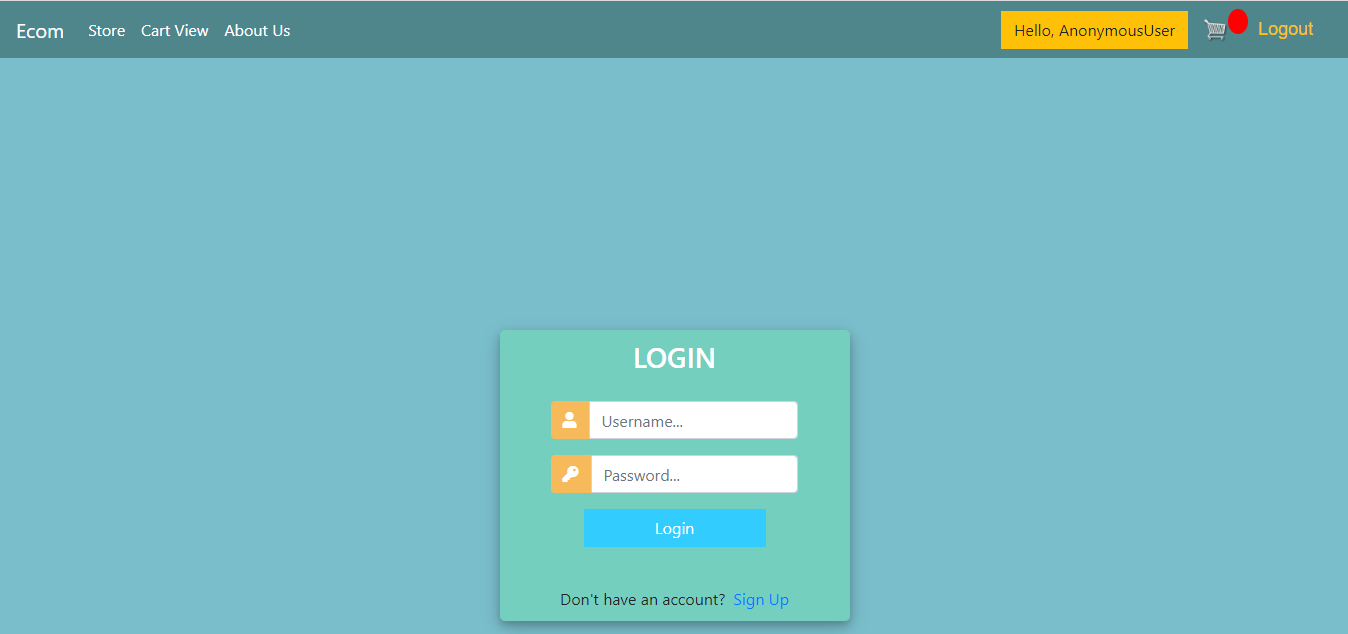 Ecom Store Cart View About Us Hello, AnonymousUser Logout
LOGIN
Username...
Password...
Login
Don't have an account? Sign Up